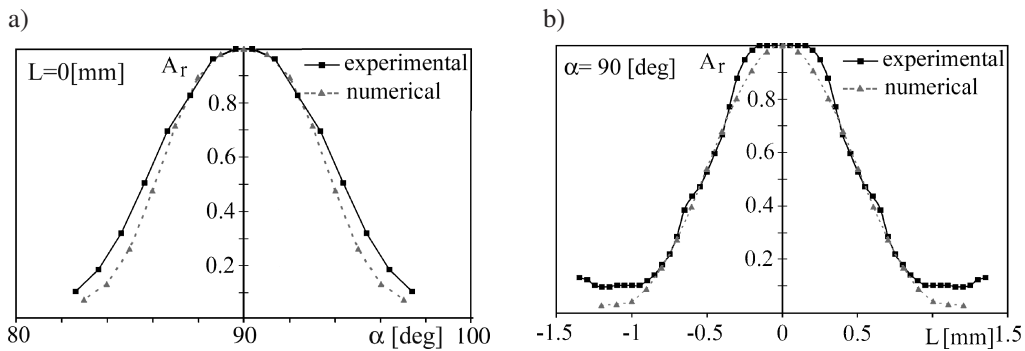 a)
L=0[mm]
Ar
experimental
numerical
0.8
0.6
0.4
0.2
80
90
α [deg]
100
b)
α= 90 [deg]
Ar
experimental
numerical
0.8
0.6
0.4
0.2
-1.5
-1
-0.5
0
0.5
L[mm]
1.5